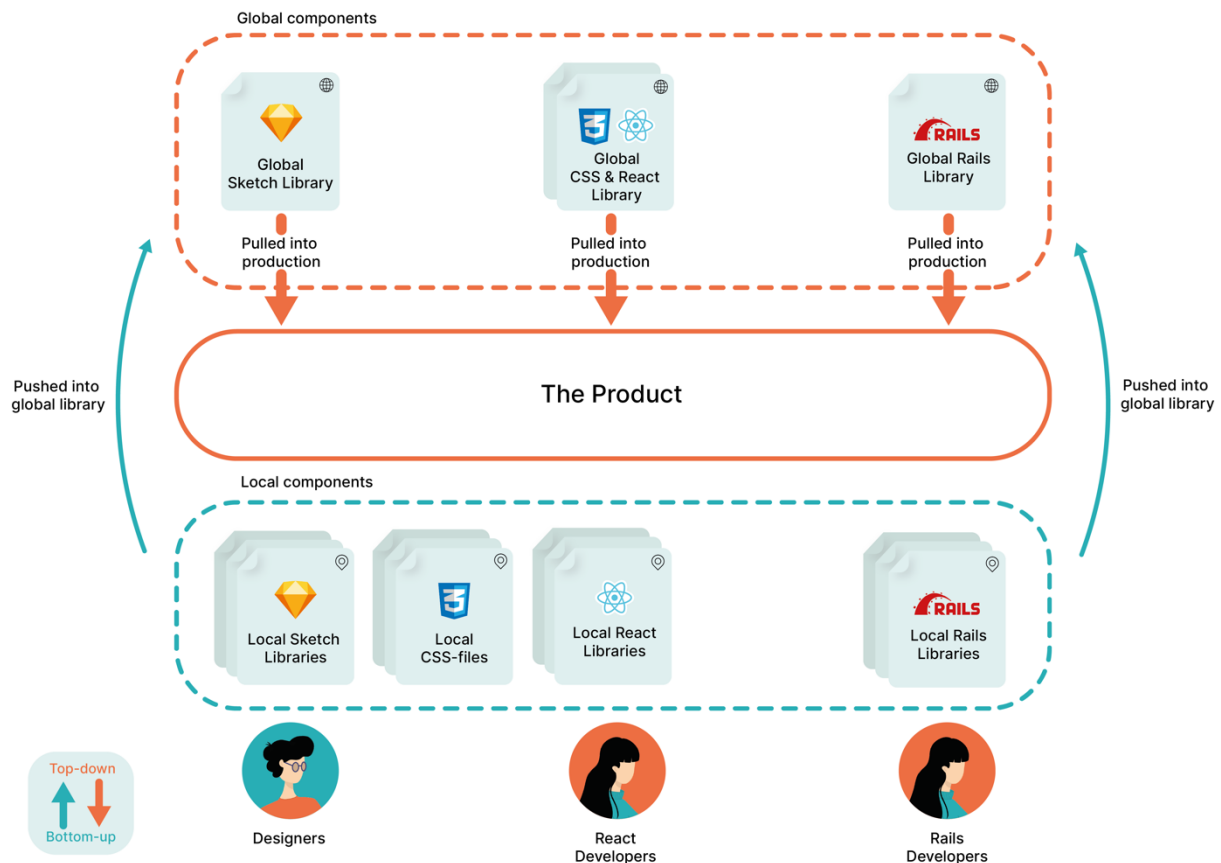 Global components
Global
Sketch Library
3
Global
CSS & React
Library
RAILS
Global Rails
Library
Pulled into
production
Pulled into
production
Pulled into
production
Pushed into
global library
The Product
Pushed into
global library
Local components
Local Sketch
Libraries
3
Local
CSS-files
Local React
Libraries
RAILS
Local Rails
Libraries
Top-down
Bottom-up
Designers
React
Developers
Rails
Developers